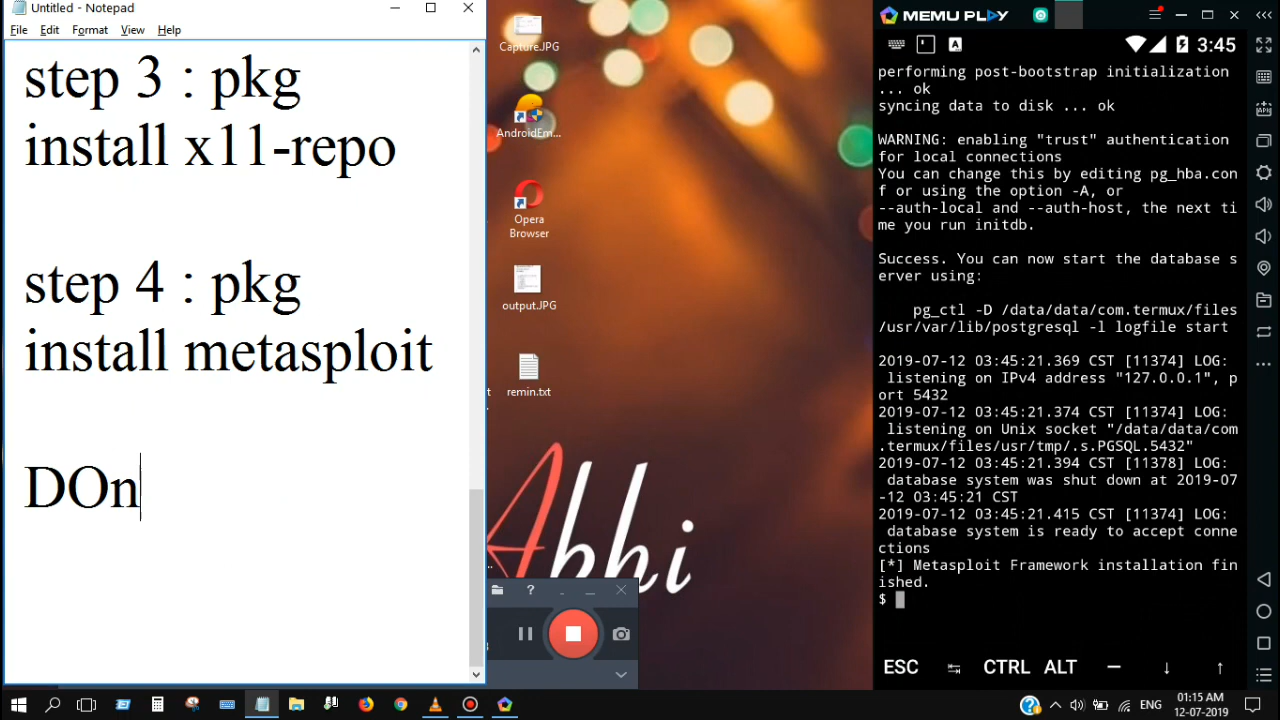 Untitled - Notepad
File Edit Format View Help
step 3 : pkg
install x11-repo
step 4 : pkg
install metasploit
DOn
Capture.JPG
AndroidEm...
Opera
Browser
output.JPG
remin.txt
Abhi
?
MEMU PLAY
A
3:45
performing post-bootstrap initialization
... ok
syncing data to disk ... ok
WARNING: enabling "trust" authentication
for local connections
You can change this by editing pg_hba.con
f or using the option -A, or
--auth-local and --auth-host, the next ti
me you run initdb.
Success. You can now start the database s
erver using:
pg_ctl -D /data/data/com.termux/files
/usr/var/lib/postgresql -l logfile start
2019-07-12 03:45:21.369 CST [11374] LOG:
listening on IPv4 address "127.0.0.1", p
ort 5432
2019-07-12 03:45:21.374 CST [11374] LOG:
listening on Unix socket "/data/data/com
.termux/files/usr/tmp/.s.PGSQL.5432"
2019-07-12 03:45:21.394 CST [11378] LOG:
database system was shut down at 2019-07
-12 03:45:21 CST
2019-07-12 03:45:21.415 CST [11374] LOG:
database system is ready to accept conne
ctions
[*] Metasploit Framework installation fin
ished.
$
ESC CTRL ALT — ↓ ↑
ENG
01:15 AM
12-07-2019